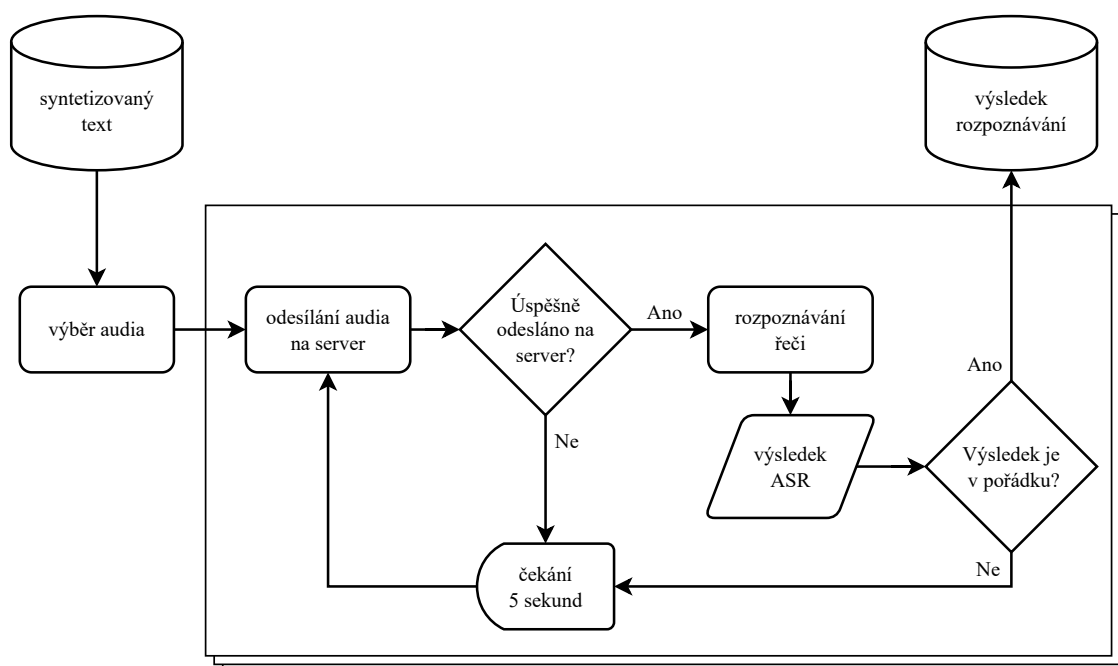 syntetizovaný
text
výsledek
rozpoznávání
výběr audia
odesílání audia
na server
Úspěšně
odesláno na
server?
Ano
rozpoznávání
řeči
Ne
výsledek
ASR
Ano
Výsledek je
v pořádku?
Ne
čekání
5 sekund